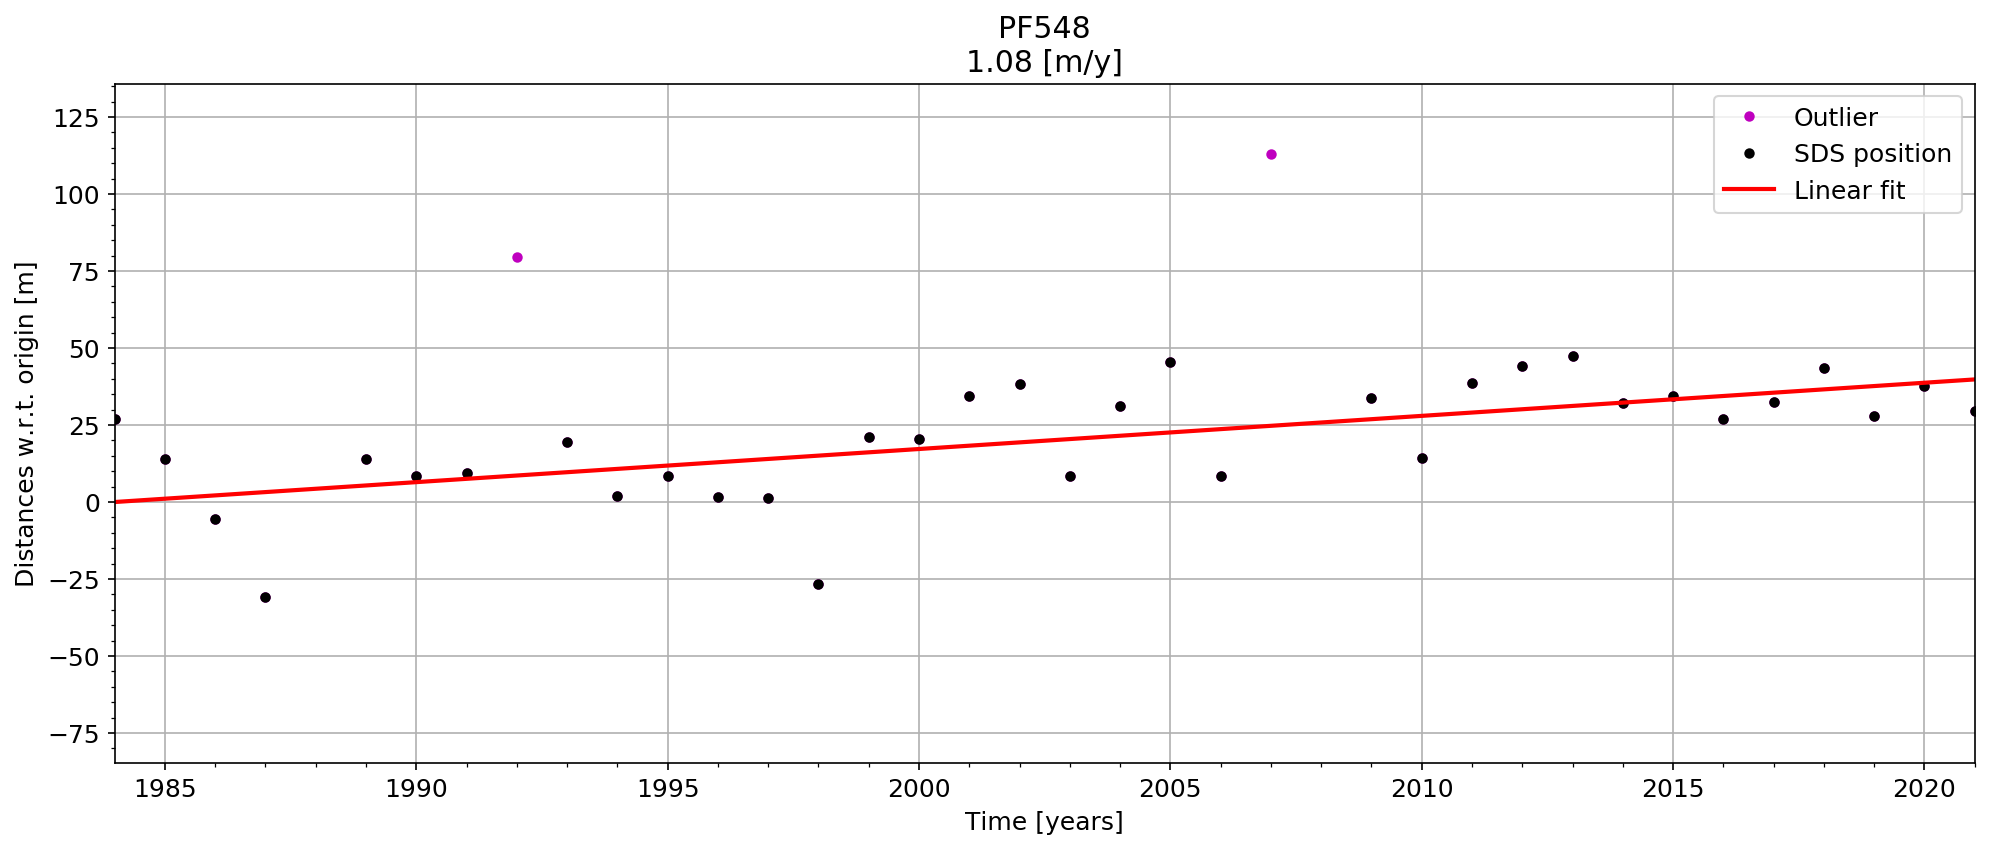 PF548
1.08 [m/y]
Outlier
SDS position
Linear fit
Distances w.r.t. origin [m]
125
100
75
50
25
0
−25
−50
−75
1985 1990 1995 2000 2005 2010 2015 2020
Time [years]